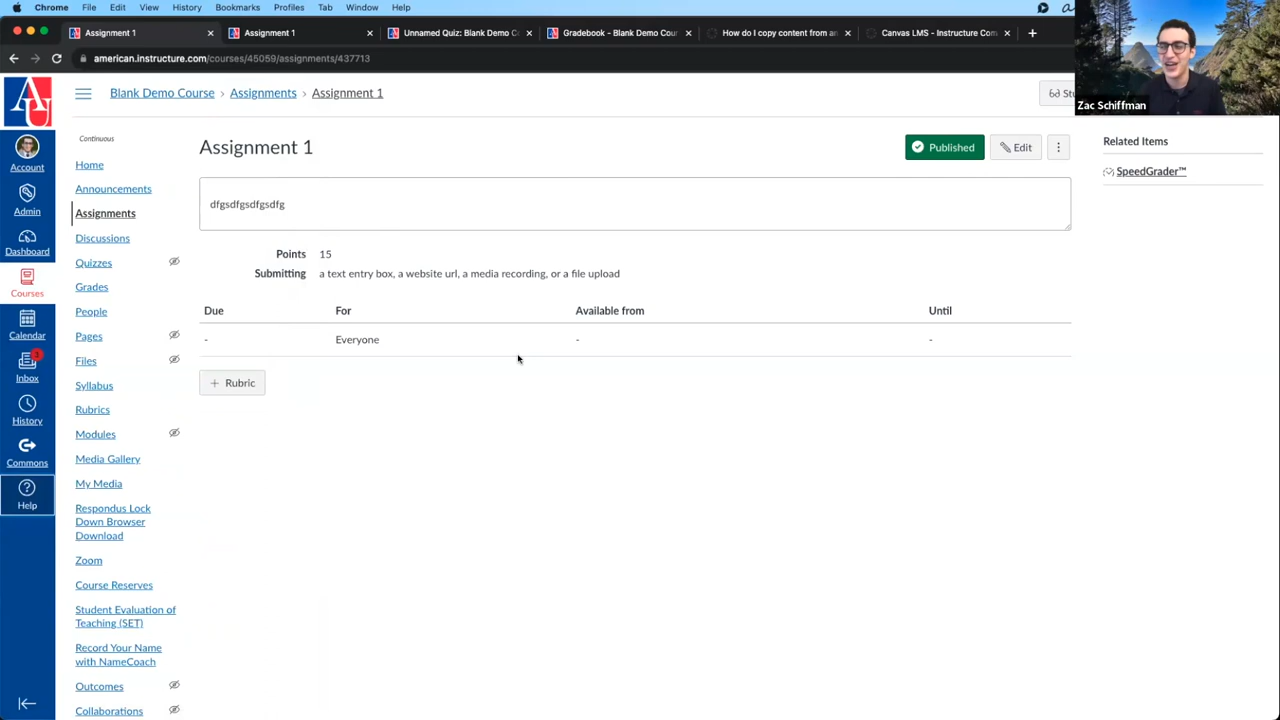 Chrome File Edit View History Bookmarks Profiles Tab Window Help
Assignment 1 × Assignment 1 × Unnamed Quiz: Blank Demo C × Gradebook - Blank Demo Cou × How do I copy content from an × Canvas LMS - Instructure Com × +
american.instructure.com/courses/45059/assignments/437713
Zac Schiffman
AU
Blank Demo Course › Assignments › Assignment 1
Stu
Account
Admin
Dashboard
Courses
Calendar
Inbox
History
Commons
Help
Continuous
Home
Announcements
Assignments
Discussions
Quizzes
Grades
People
Pages
Files
Syllabus
Rubrics
Modules
Media Gallery
My Media
Respondus Lock
Down Browser
Download
Zoom
Course Reserves
Student Evaluation of
Teaching (SET)
Record Your Name
with NameCoach
Outcomes
Collaborations
Assignment 1
Published Edit
dfgsdfgsdfgsdfg
Points 15
Submitting a text entry box, a website url, a media recording, or a file upload
Due For Available from Until
- Everyone - -
+ Rubric
Related Items
SpeedGrader™